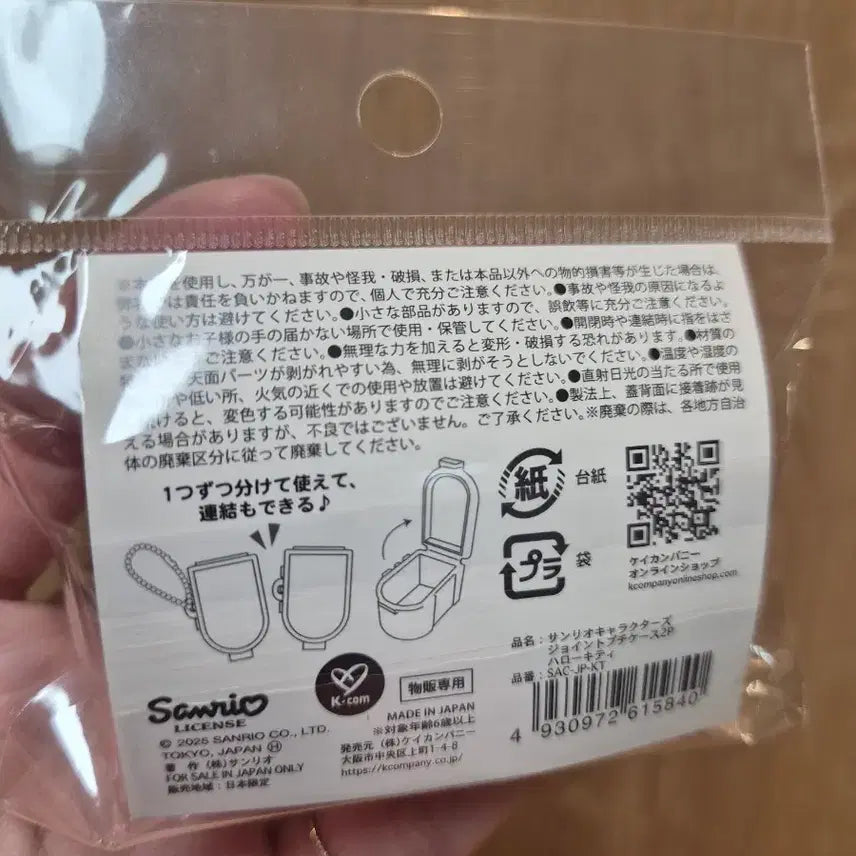 ※本 を使用し、万が一、事故や怪我・破損、または本品以外への物的損害等が生じた場合は、
弊社では責任を負いかねますので、個人で充分ご注意ください。●事故や怪我の原因になるよ
うな使い方は避けてください。●小さな部品がありますので、誤飲等に充分ご注意ください。
●小さなお子様の手の届かない場所で使用・保管してください。●開閉時や連結時に指をはさ
まな ご注意ください。●無理な力を加えると変形・破損する恐れがあります。●材質の
天面パーツが剥がれやすい為、無理に剥がそうとしないでください。●温度や湿度の
や低い所、火気の近くでの使用や放置は避けてください。●直射日光の当たる所で使用
けると、変色する可能性がありますのでご注意ください。●製法上、蓋背面に接着跡が見
える場合がありますが、不良ではございません。ご了承ください。※廃棄の際は、各地方自治
体の廃棄区分に従って廃棄してください。
1つずつ分けて使えて、
連結もできる♪
紙 台紙
プラ 袋
ケイカンパニー
オンラインショップ
kcompanyonlineshop.com
品名：サンリオキャラクターズ
ジョイントプチケース2P
ハローキティ
品番：SAC-JP-KT
4 930972 615840
Sanrio
LICENSE
© 2025 SANRIO CO., LTD.
TOKYO, JAPAN Ⓗ
著作 (株)サンリオ
FOR SALE IN JAPAN ONLY
販売地域：日本限定
K-com
物販専用
MADE IN JAPAN
※対象年齢6歳以上
発売元 (株)ケイカンパニー
大阪市中央区上町1-4-8
https://kcompany.co.jp/